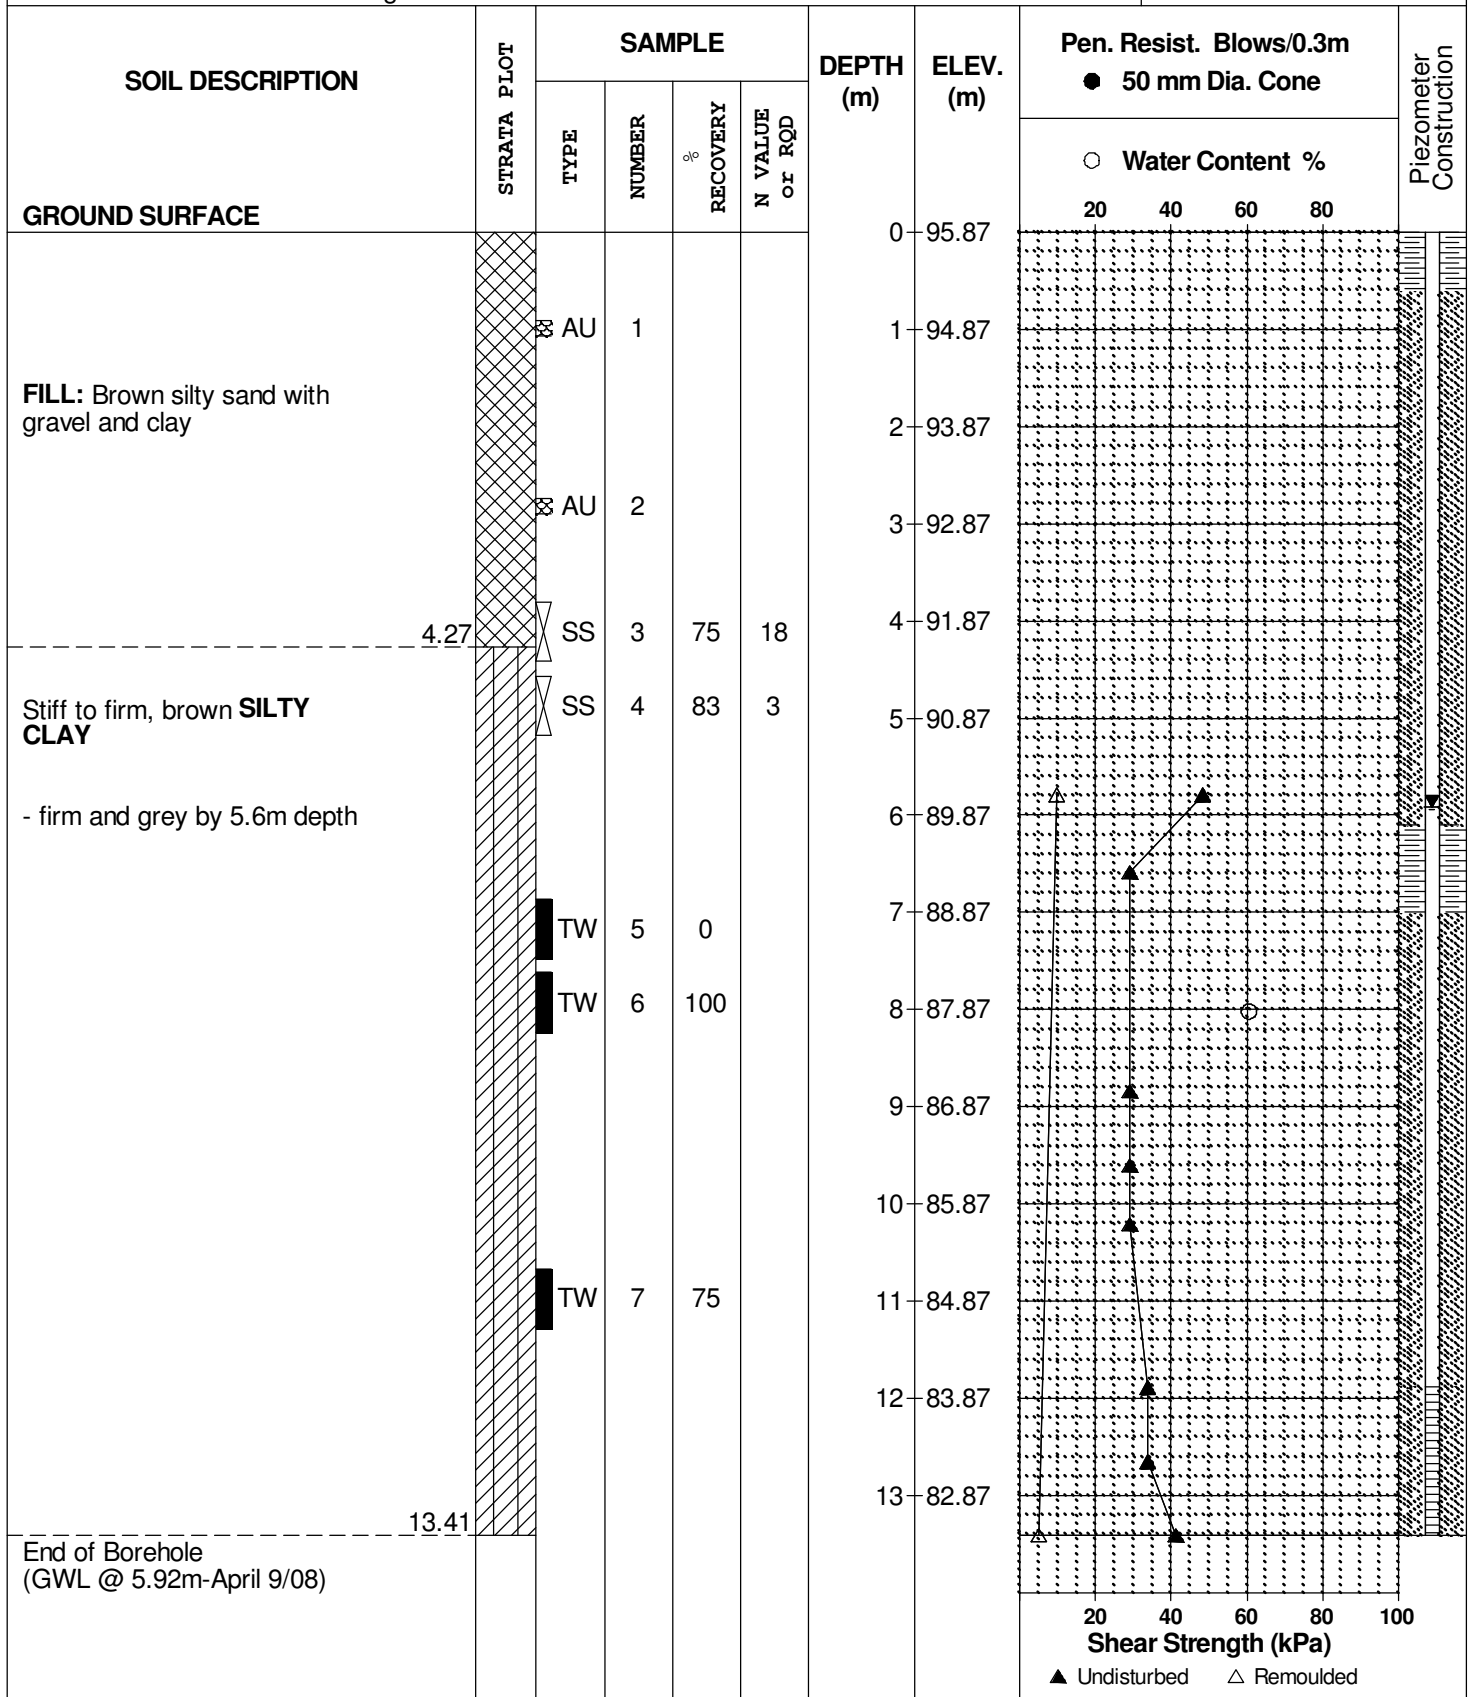 SOIL DESCRIPTION
GROUND SURFACE
STRATA PLOT
SAMPLE
TYPE
NUMBER
%
RECOVERY
N VALUE
or RQD
DEPTH
(m)
ELEV.
(m)
Pen. Resist. Blows/0.3m
● 50 mm Dia. Cone
○ Water Content %
20 40 60 80
Piezometer
Construction
0 95.87
AU 1
1 94.87
FILL: Brown silty sand with
gravel and clay
2 93.87
AU 2
3 92.87
4 91.87
4.27
SS 3 75 18
Stiff to firm, brown SILTY
CLAY
SS 4 83 3
5 90.87
- firm and grey by 5.6m depth
6 89.87
7 88.87
TW 5 0
TW 6 100
8 87.87
9 86.87
10 85.87
TW 7 75
11 84.87
12 83.87
13 82.87
13.41
End of Borehole
(GWL @ 5.92m-April 9/08)
20 40 60 80 100
Shear Strength (kPa)
▲ Undisturbed △ Remoulded